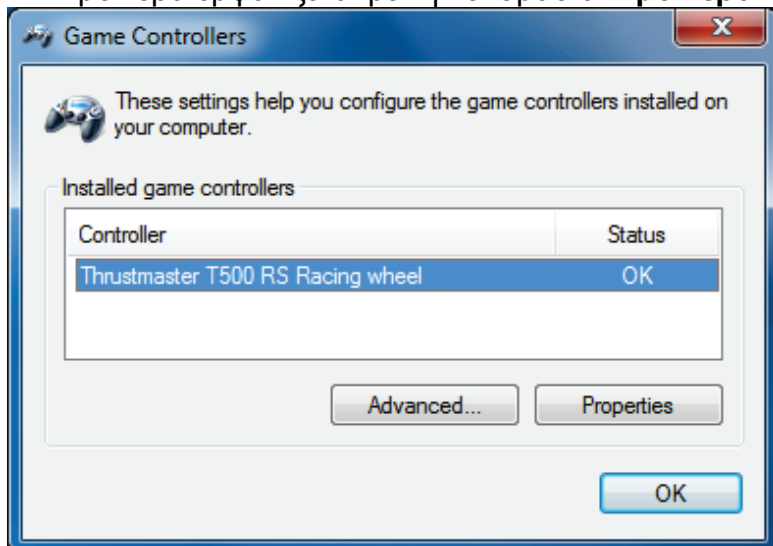 Game Controllers
These settings help you configure the game controllers installed on
your computer.
Installed game controllers
Controller Status
Thrustmaster T500 RS Racing wheel OK
Advanced... Properties
OK